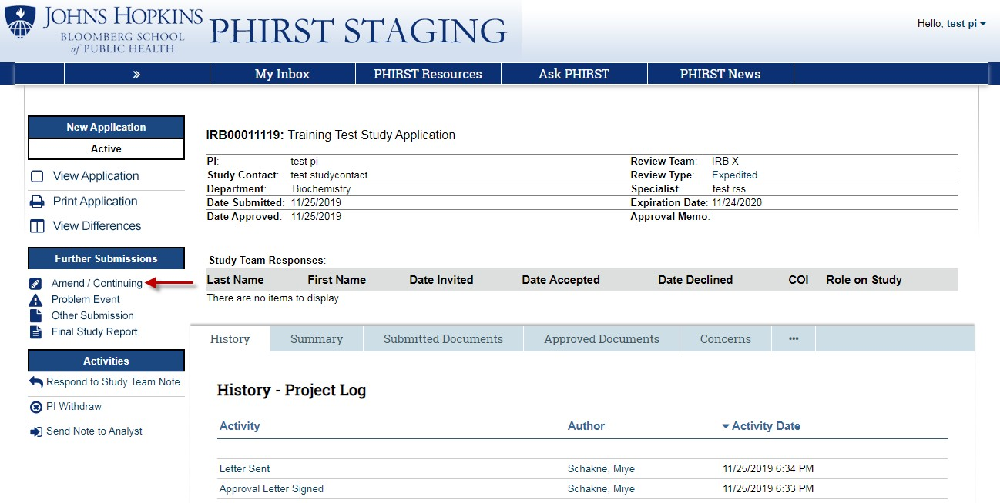 JOHNS HOPKINS
BLOOMBERG SCHOOL
of PUBLIC HEALTH
PHIRST STAGING
Hello, test pi
» My Inbox PHIRST Resources Ask PHIRST PHIRST News
New Application
Active
View Application
Print Application
View Differences
Further Submissions
Amend / Continuing
Problem Event
Other Submission
Final Study Report
Activities
Respond to Study Team Note
PI Withdraw
Send Note to Analyst
IRB00011119: Training Test Study Application
PI: test pi Review Team: IRB X
Study Contact: test studycontact Review Type: Expedited
Department: Biochemistry Specialist: test rss
Date Submitted: 11/25/2019 Expiration Date: 11/24/2020
Date Approved: 11/25/2019 Approval Memo:
Study Team Responses:
Last Name First Name Date Invited Date Accepted Date Declined COI Role on Study
There are no items to display
History Summary Submitted Documents Approved Documents Concerns •••
History - Project Log
Activity Author Activity Date
Letter Sent Schakne, Miye 11/25/2019 6:34 PM
Approval Letter Signed Schakne, Miye 11/25/2019 6:33 PM